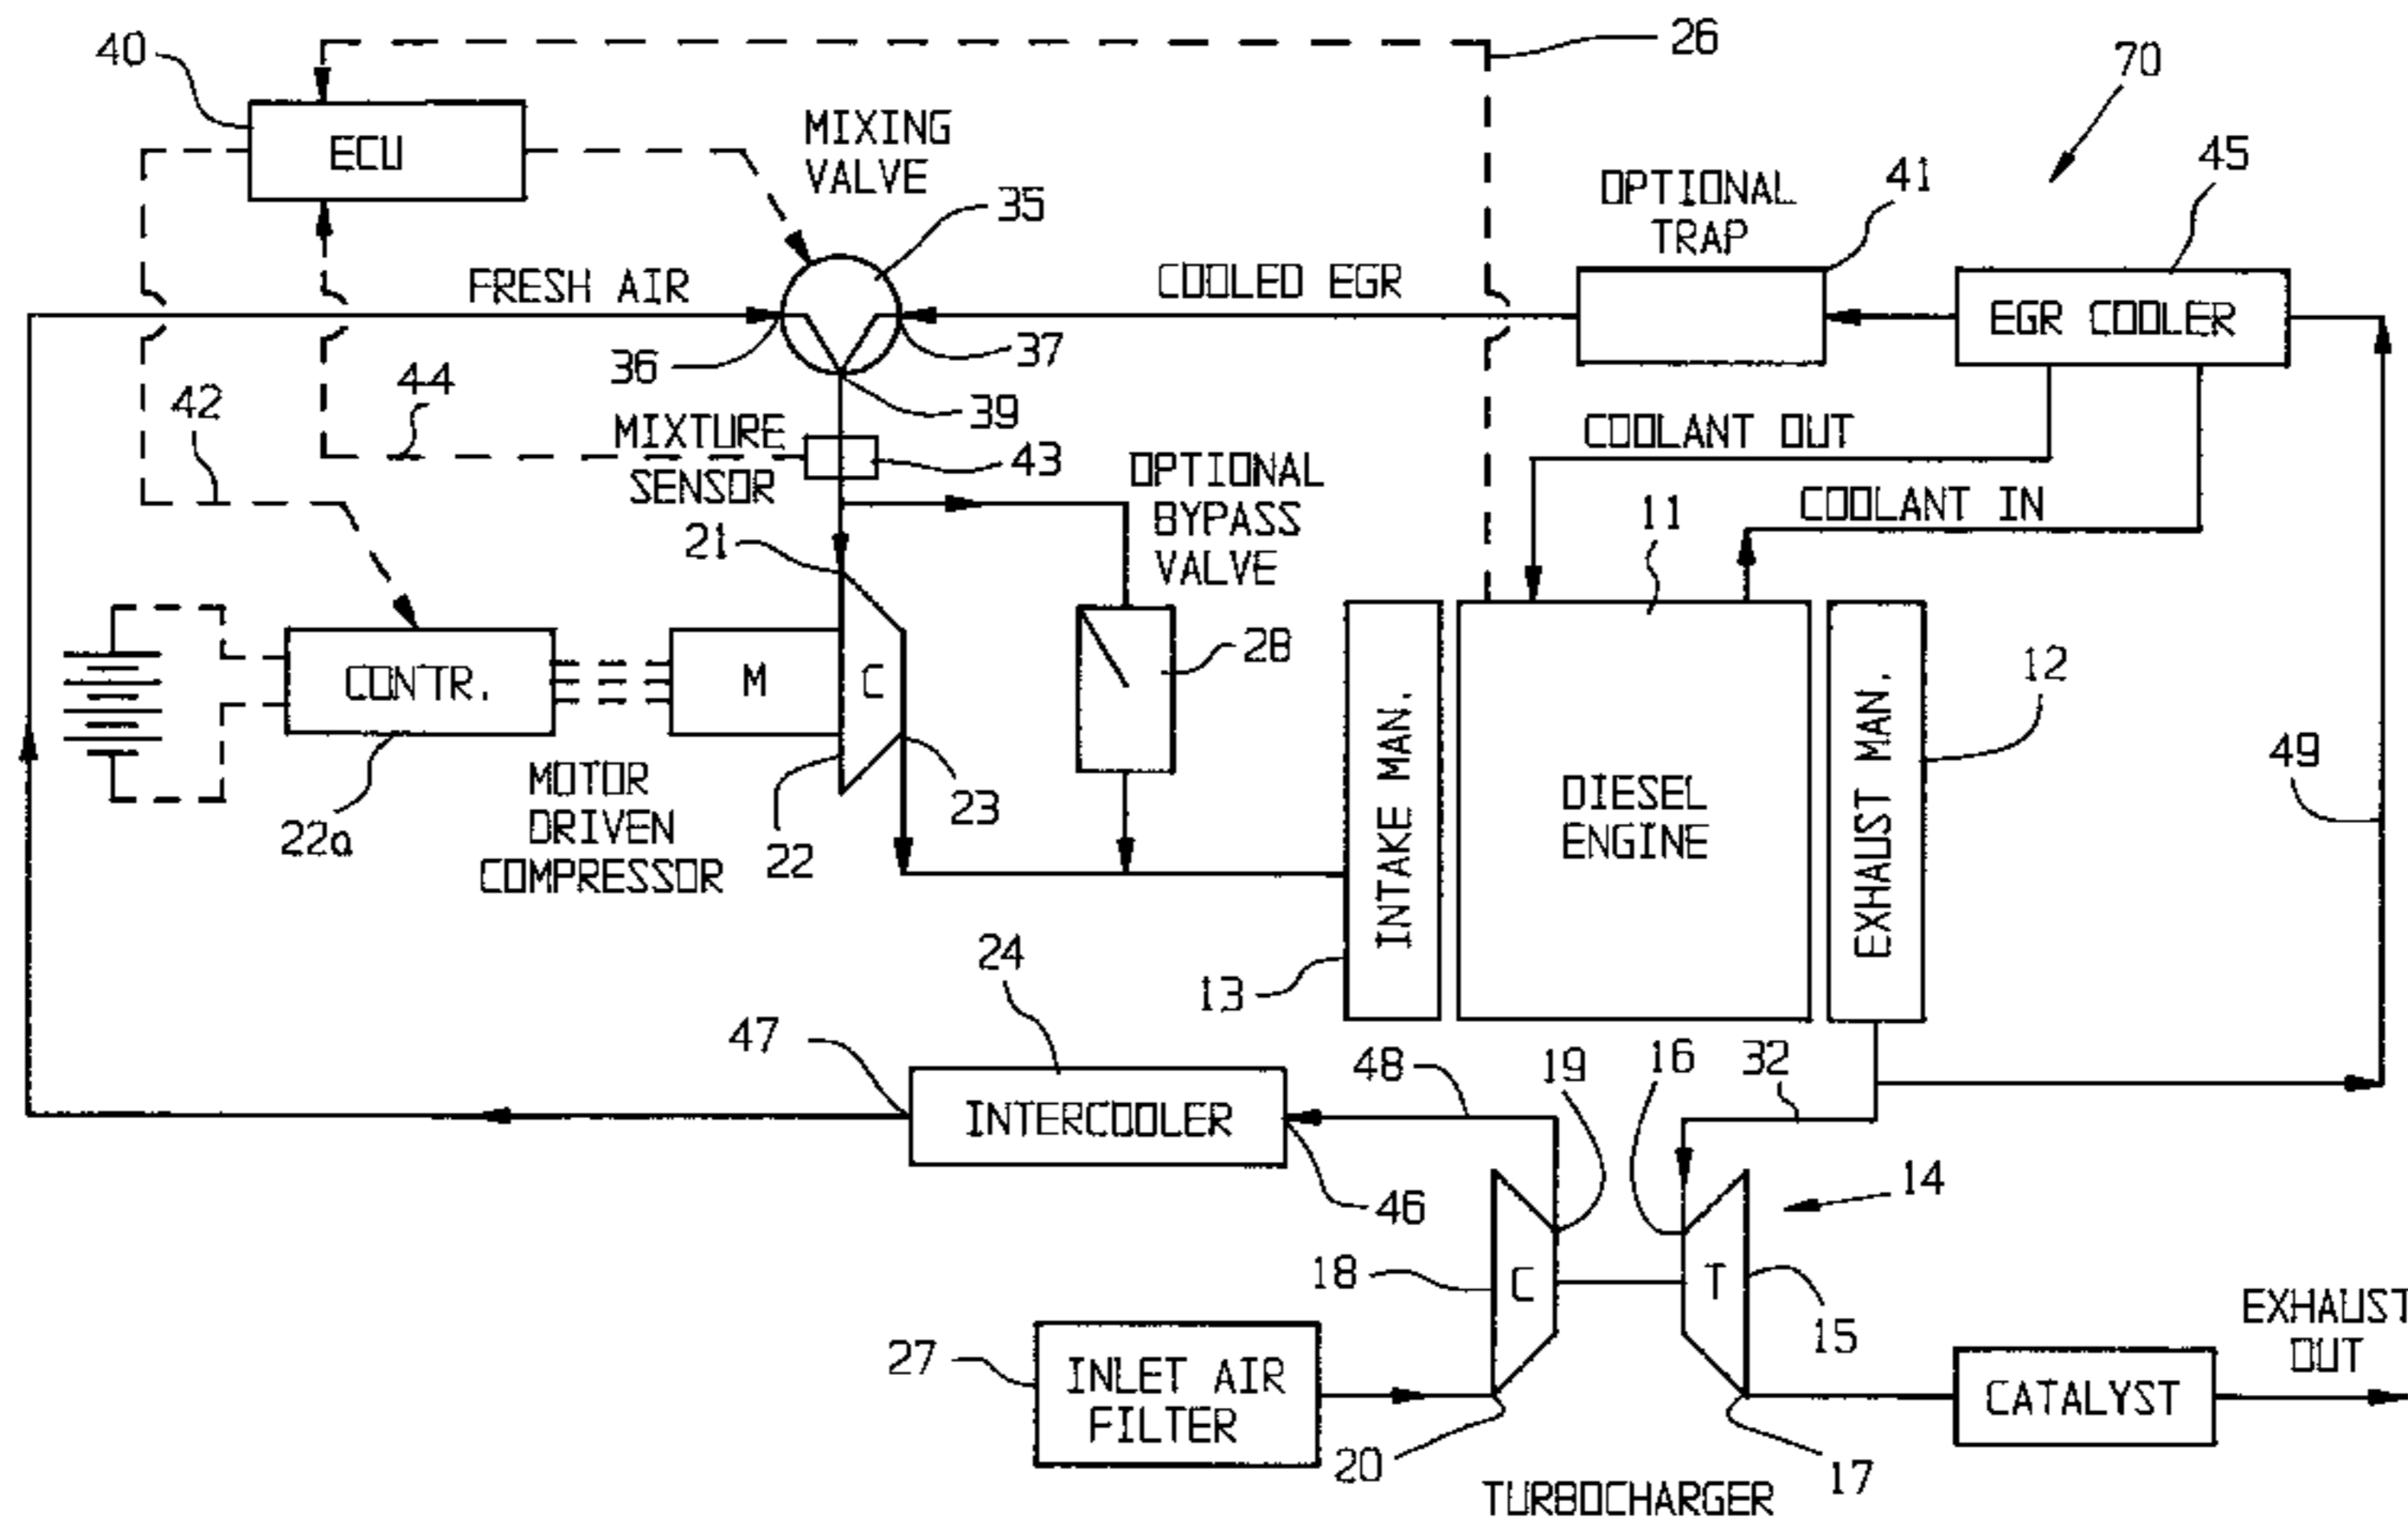 26
40
70
MIXING
VALVE
ECU
45
41
OPTIONAL
TRAP
35
FRESH AIR
COOLED EGR
EGR COOLER
36
37
44
42
39
MIXTURE
SENSOR
43
COOLANT OUT
OPTIONAL
BYPASS
VALVE
COOLANT IN
11
21
28
12
CONTR.
M
C
INTAKE MAN.
EXHAUST MAN.
49
MOTOR
DRIVEN
COMPRESSOR
22a
22
23
DIESEL
ENGINE
24
13
47
48
19
16
32
INTERCOOLER
46
14
18
C
T
15
EXHAUST
OUT
27
INLET AIR
FILTER
CATALYST
20
17
TURBOCHARGER